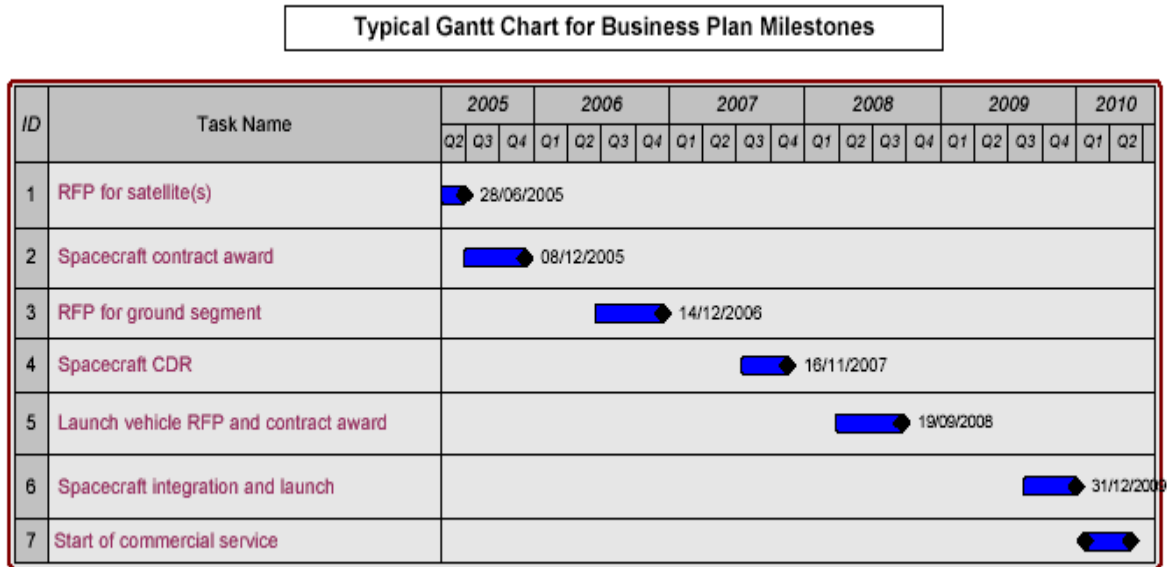 Typical Gantt Chart for Business Plan Milestones
ID Task Name 2005 2006 2007 2008 2009 2010
Q2 Q3 Q4 Q1 Q2 Q3 Q4 Q1 Q2 Q3 Q4 Q1 Q2 Q3 Q4 Q1 Q2 Q3 Q4 Q1 Q2
1 RFP for satellite(s) 28/06/2005
2 Spacecraft contract award 08/12/2005
3 RFP for ground segment 14/12/2006
4 Spacecraft CDR 16/11/2007
5 Launch vehicle RFP and contract award 19/09/2008
6 Spacecraft integration and launch 31/12/2009
7 Start of commercial service